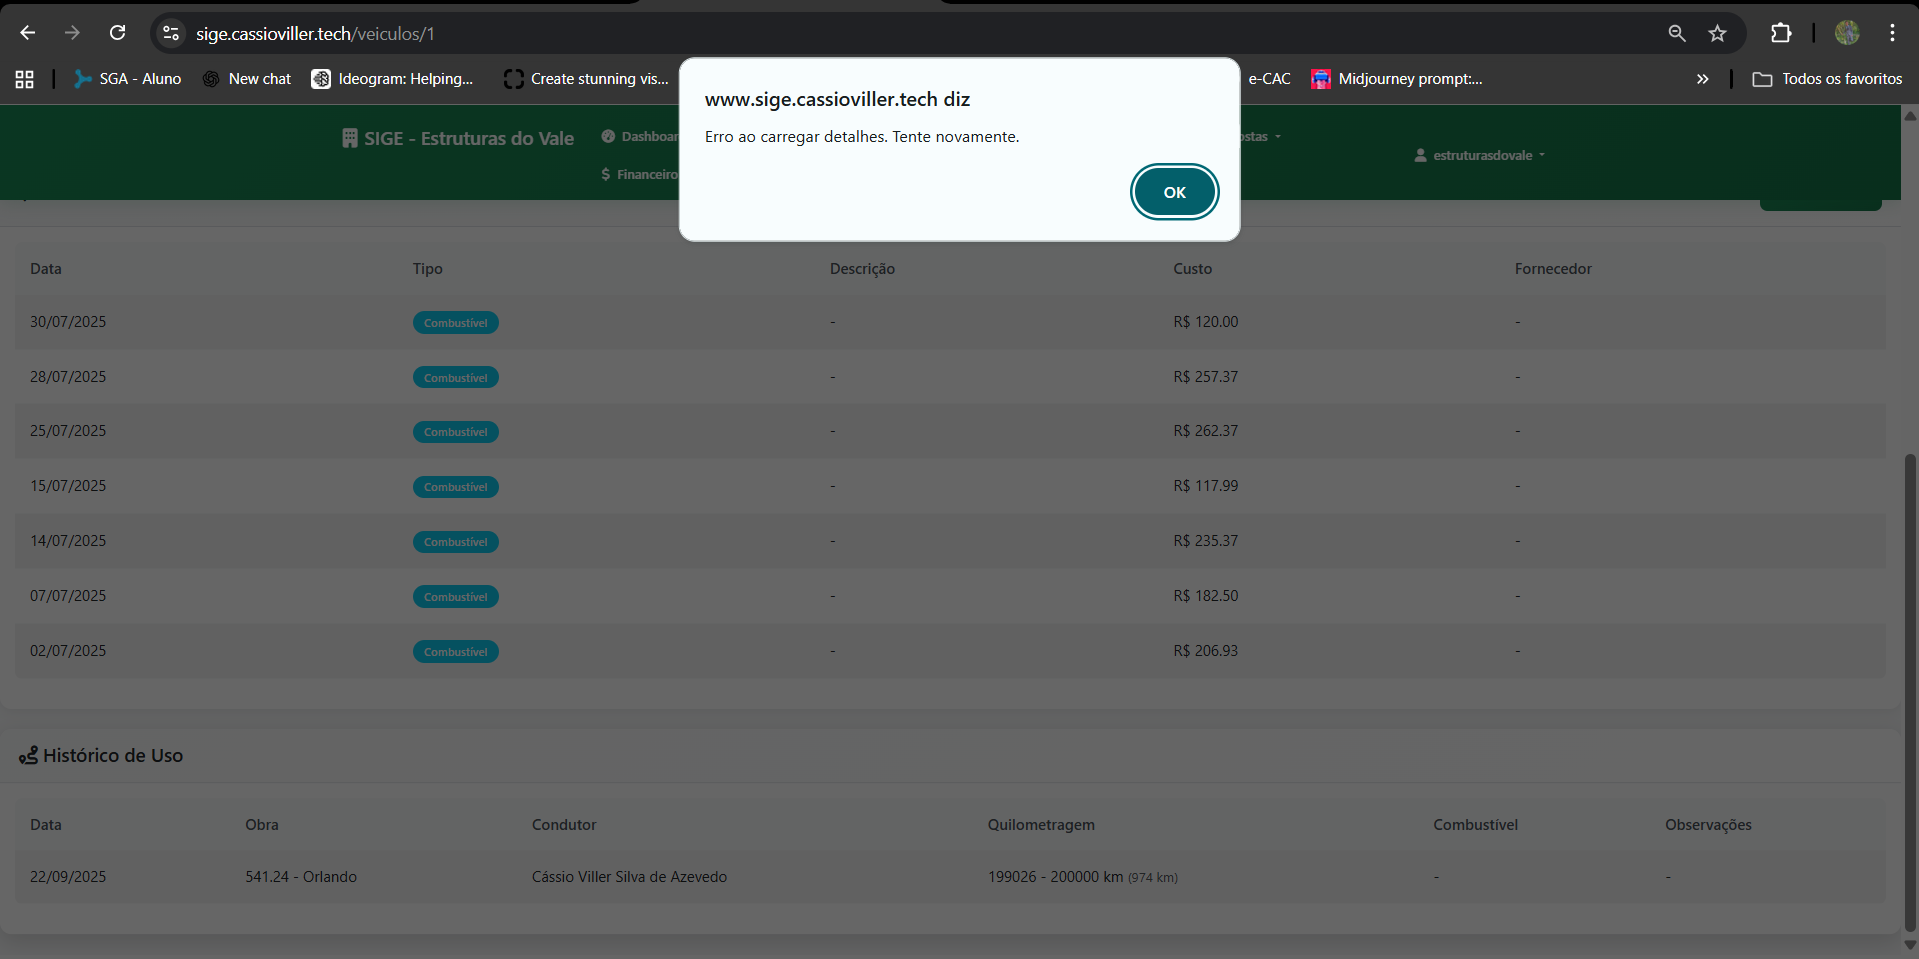 sige.cassioviller.tech/veiculos/1
SGA - Aluno
New chat
Ideogram: Helping...
Create stunning vis...
e-CAC
Midjourney prompt:...
Todos os favoritos
www.sige.cassioviller.tech diz
Erro ao carregar detalhes. Tente novamente.
OK
SIGE - Estruturas do Vale
Dashboar
ostas
estruturasdovale
Financeiro
Data Tipo Descrição Custo Fornecedor
30/07/2025 Combustível - R$ 120.00 -
28/07/2025 Combustível - R$ 257.37 -
25/07/2025 Combustível - R$ 262.37 -
15/07/2025 Combustível - R$ 117.99 -
14/07/2025 Combustível - R$ 235.37 -
07/07/2025 Combustível - R$ 182.50 -
02/07/2025 Combustível - R$ 206.93 -
Histórico de Uso
Data Obra Condutor Quilometragem Combustível Observações
22/09/2025 541.24 - Orlando Cássio Viller Silva de Azevedo 199026 - 200000 km (974 km) - -